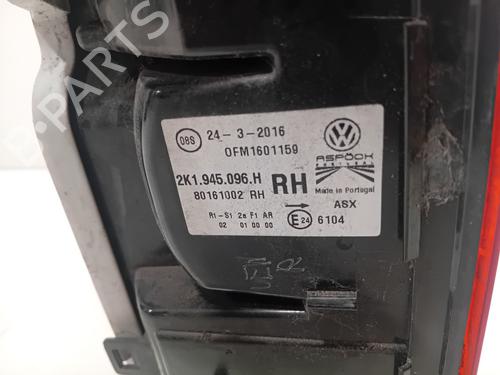 B-Parts
08S
24-3-2016
OFM1601159
2K1.945.096.H
80161002 RH
RH
R1-S1 2a F1 AR
02 01 00 00
ASPÖCK
PORTUGAL
Made in Portugal
ASX
E24 6104